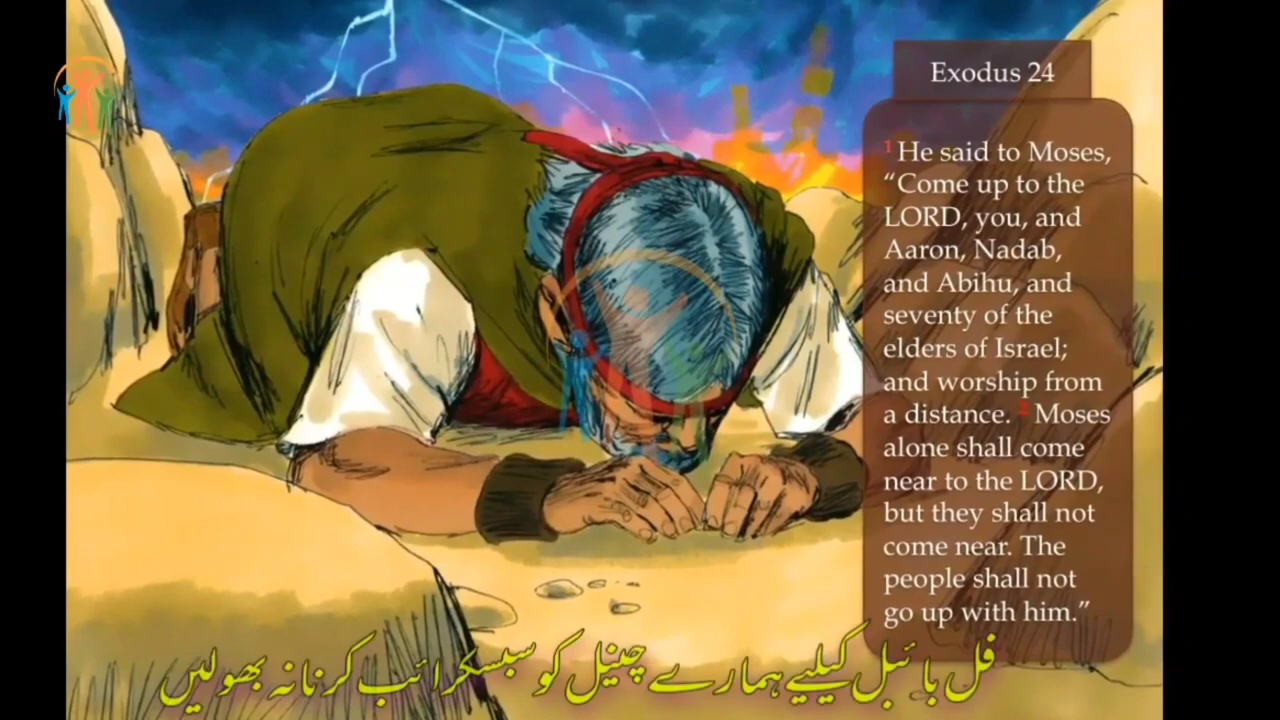 Exodus 24
1 He said to Moses,
“Come up to the
LORD, you, and
Aaron, Nadab,
and Abihu, and
seventy of the
elders of Israel;
and worship from
a distance. 2 Moses
alone shall come
near to the LORD,
but they shall not
come near. The
people shall not
go up with him.”
فل بائبل کیلیے ہمارے چینل کو سبسکرائب کرنا نہ بھولیں